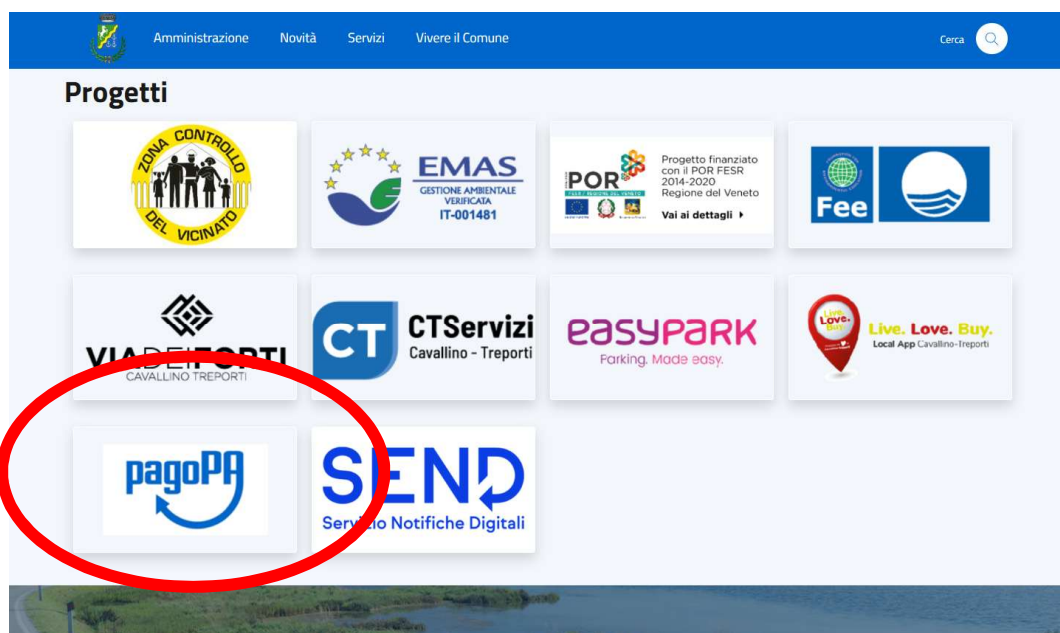 Amministrazione Novità Servizi Vivere il Comune Cerca
Progetti
ZONA CONTROLLO
DEL VICINATO
EMAS
GESTIONE AMBIENTALE
VERIFICATA
IT-001481
POR
Progetto finanziato
con il POR FESR
2014-2020
Regione del Veneto
Vai ai dettagli
Fee
VIADEIFORTI
CAVALLINO TREPORTI
CT
CTServizi
Cavallino - Treporti
easypark
Parking. Made easy.
Live.
Love.
Buy.
Live. Love. Buy.
Local App Cavallino-Treporti
pagoPA
SEND
Servizio Notifiche Digitali